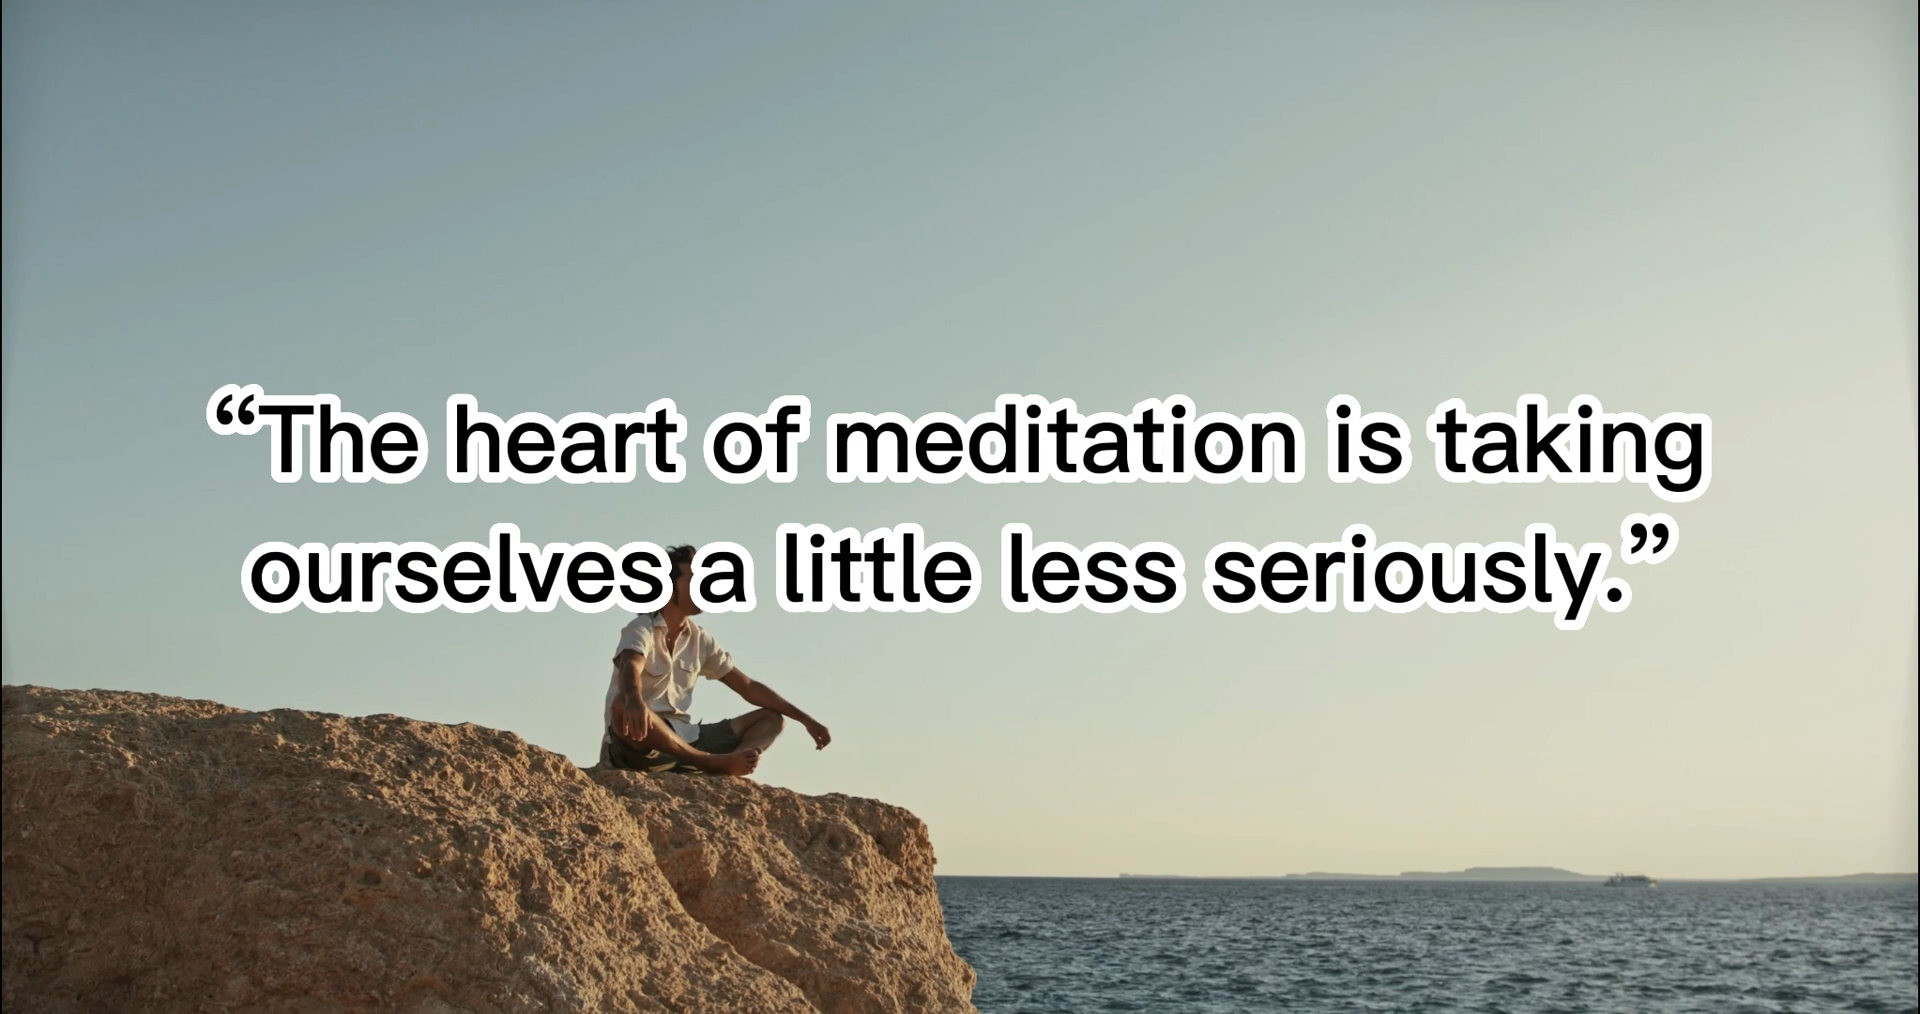 “The heart of meditation is taking
ourselves a little less seriously.”